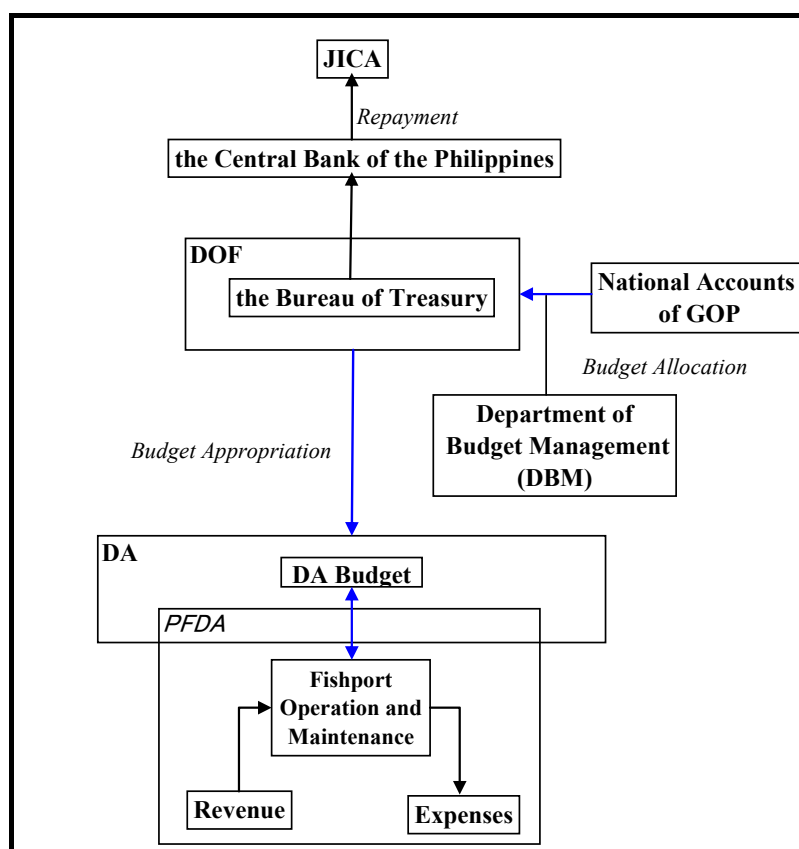 JICA
Repayment
the Central Bank of the Philippines
DOF
the Bureau of Treasury
National Accounts
of GOP
Budget Allocation
Department of
Budget Management
(DBM)
Budget Appropriation
DA
DA Budget
PFDA
Fishport
Operation and
Maintenance
Revenue
Expenses